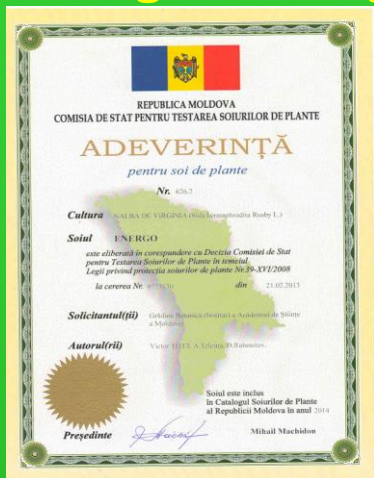 REPUBLICA MOLDOVA
COMISIA DE STAT PENTRU TESTAREA SOIURILOR DE PLANTE
ADEVERINȚĂ
pentru soi de plante
Nr.
Cultura NALBA DE VIRGINIA (Sida hermaphrodita Rusby L.)
Soiul ENERGO
este eliberată în corespundere cu Decizia Comisiei de Stat
pentru Testarea Soiurilor de Plante în temeiul
Legii privind protecția soiurilor de plante Nr.39-XVI/2008
la cererea Nr. din 21.02.2013
Solicitantul(ții) Grădina Botanică (Institut) a Academiei de Științe
a Moldovei
Autorul(rii) Victor
Soiul este inclus
în Catalogul Soiurilor de Plante
al Republicii Moldova în anul 2014
Președinte Mihail Machidon